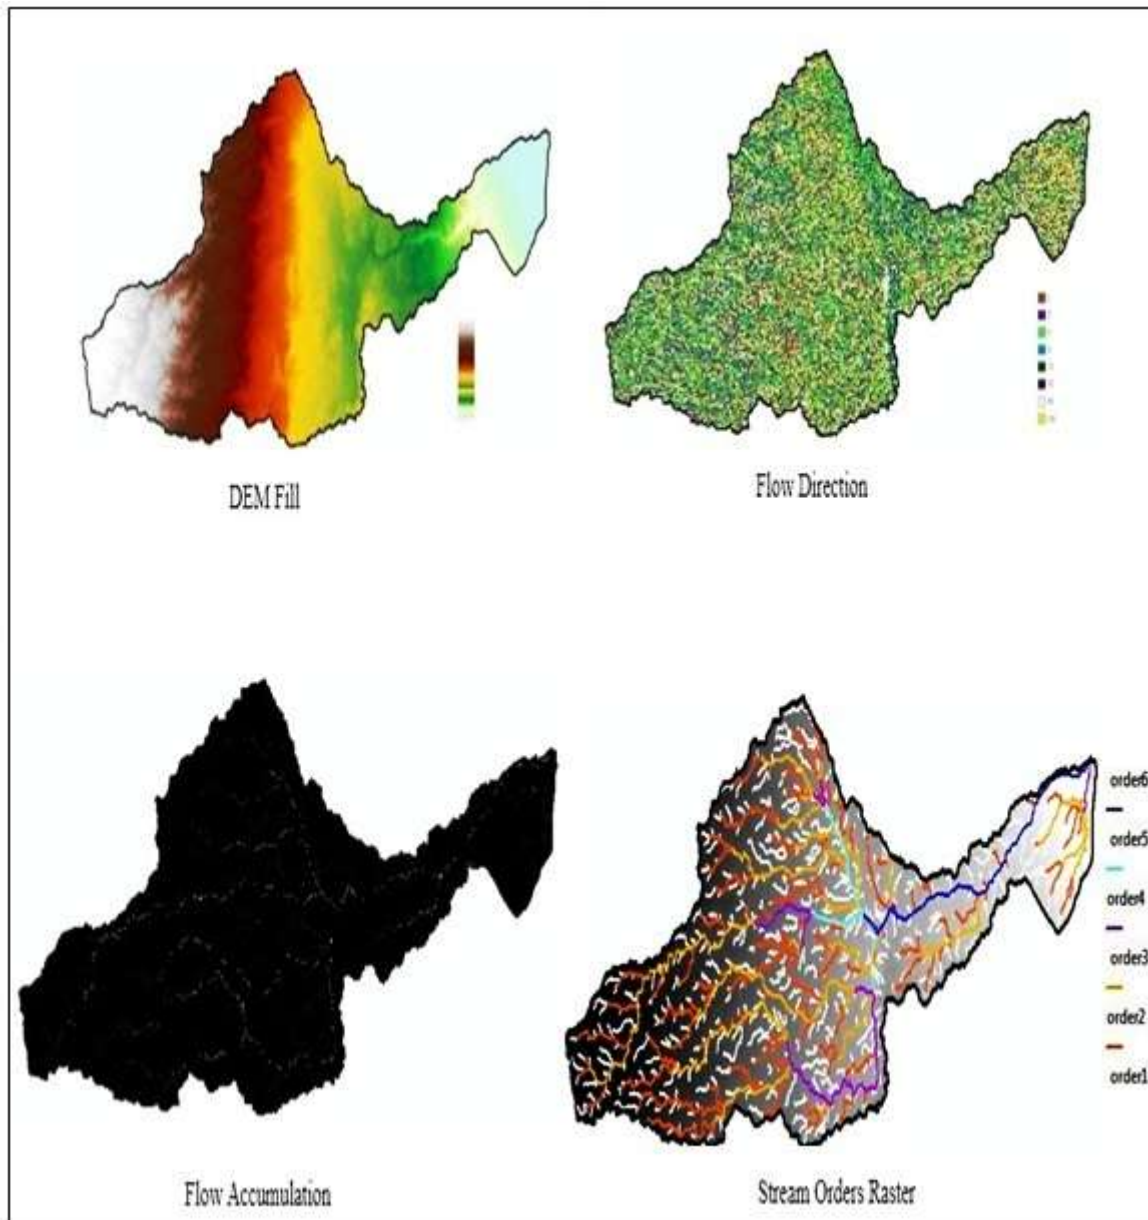 DEM Fill
Flow Direction
order6
order5
order4
order3
order2
order1
Flow Accumulation
Stream Orders Raster